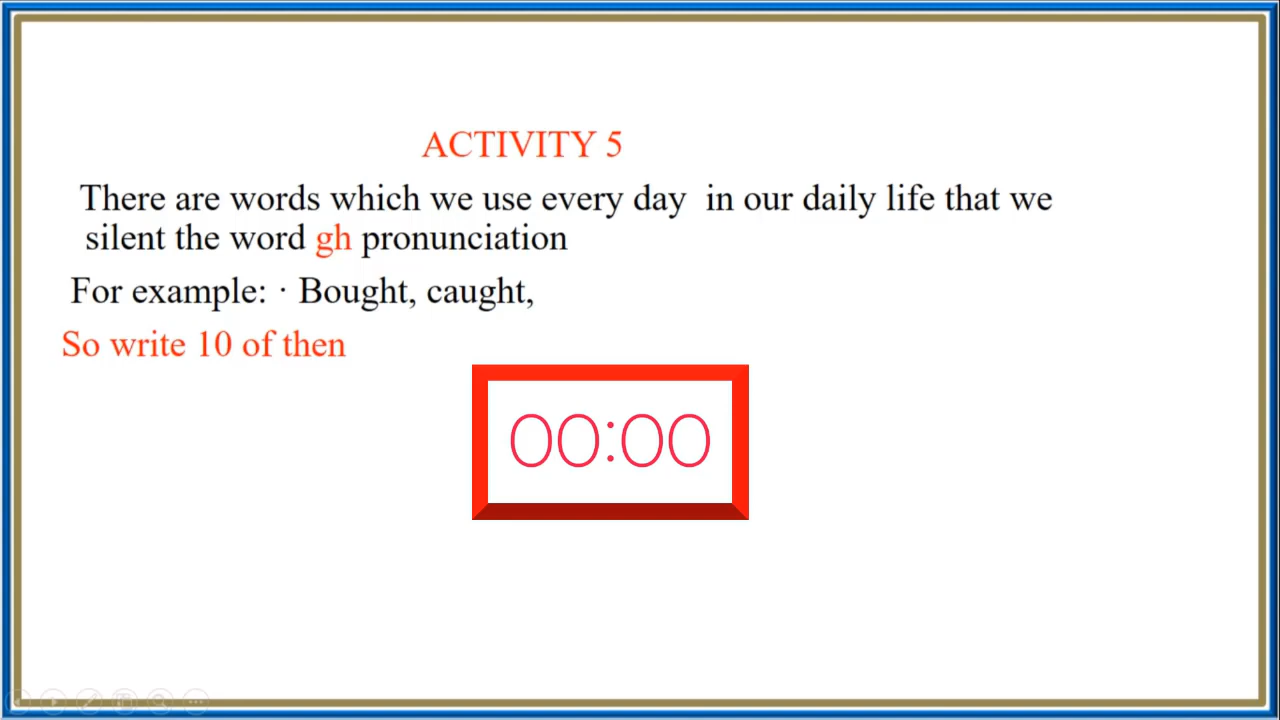 ACTIVITY 5
There are words which we use every day in our daily life that we
silent the word gh pronunciation
For example: · Bought, caught,
So write 10 of then
00:00